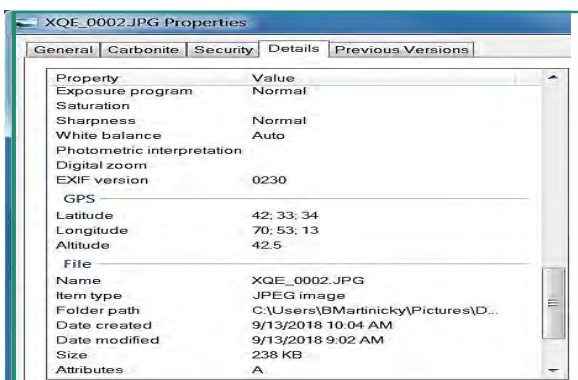 XQE_0002.JPG Properties
General Carbonite Security Details Previous Versions
Property Value
Exposure program Normal
Saturation
Sharpness Normal
White balance Auto
Photometric interpretation
Digital zoom
EXIF version 0230
GPS
Latitude 42; 33; 34
Longitude 70; 53; 13
Altitude 42.5
File
Name XQE_0002.JPG
Item type JPEG image
Folder path C:\Users\BMartinicky\Pictures\D...
Date created 9/13/2018 10:04 AM
Date modified 9/13/2018 9:02 AM
Size 238 KB
Attributes A